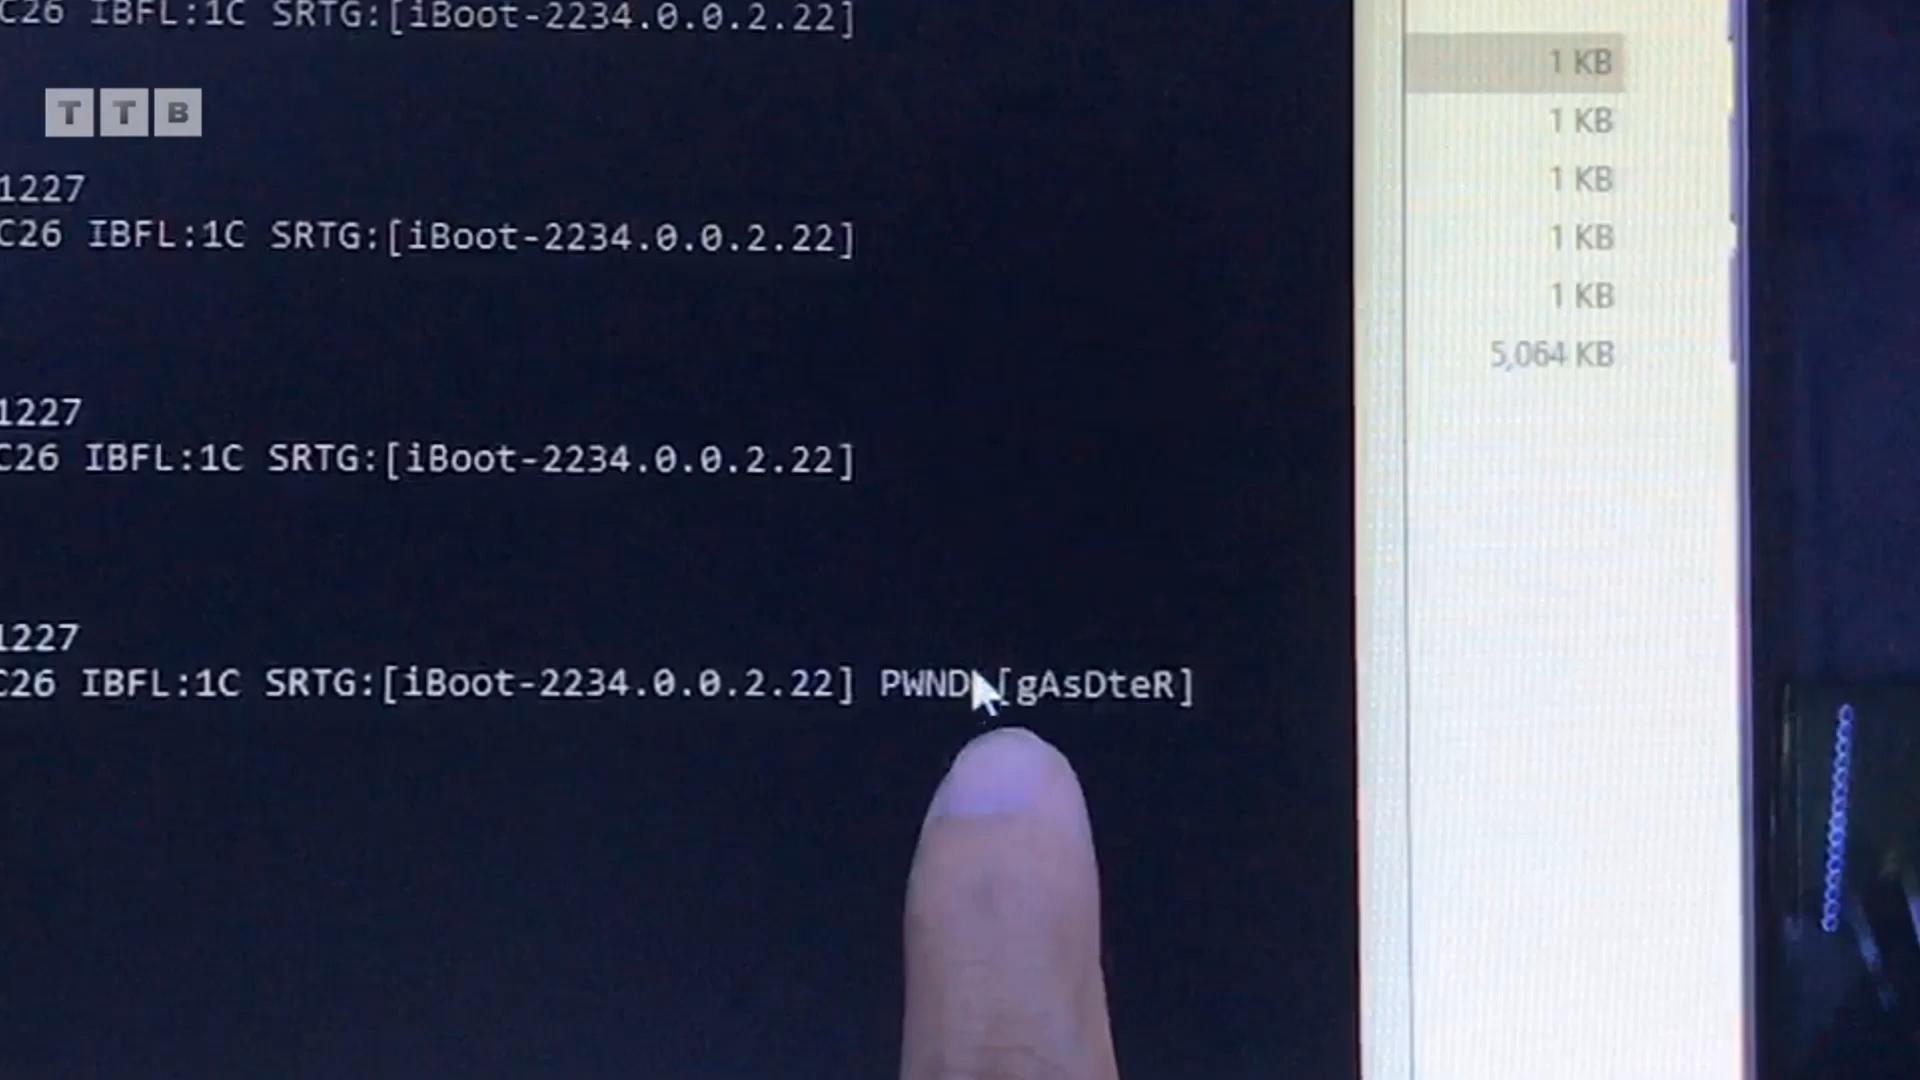 C26 IBFL:1C SRTG:[iBoot-2234.0.0.2.22]
TTB
1227
C26 IBFL:1C SRTG:[iBoot-2234.0.0.2.22]
1227
C26 IBFL:1C SRTG:[iBoot-2234.0.0.2.22]
1227
C26 IBFL:1C SRTG:[iBoot-2234.0.0.2.22] PWND [gAsDteR]
1 KB
1 KB
1 KB
1 KB
1 KB
5,064 KB